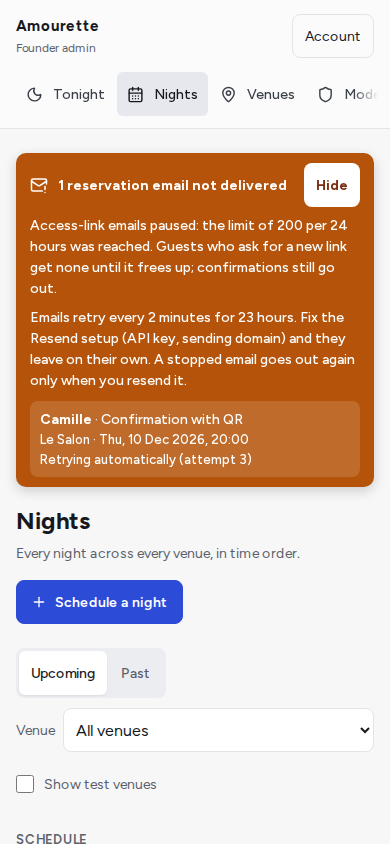 Amourette
Founder admin
Account
Tonight
Nights
Venues
Mode
1 reservation email not delivered
Hide
Access-link emails paused: the limit of 200 per 24
hours was reached. Guests who ask for a new link
get none until it frees up; confirmations still go
out.
Emails retry every 2 minutes for 23 hours. Fix the
Resend setup (API key, sending domain) and they
leave on their own. A stopped email goes out again
only when you resend it.
Camille · Confirmation with QR
Le Salon · Thu, 10 Dec 2026, 20:00
Retrying automatically (attempt 3)
Nights
Every night across every venue, in time order.
Schedule a night
Upcoming
Past
Venue
All venues
Show test venues
SCHEDULE